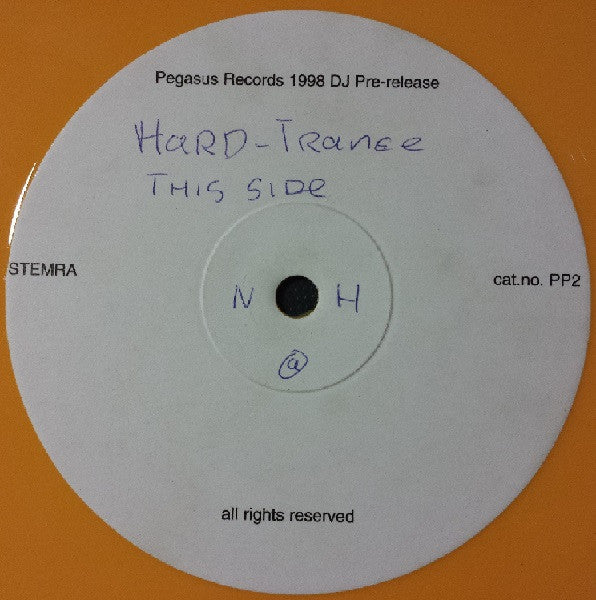 Pegasus Records 1998 DJ Pre-release
HaRD-TRance
THIS SIDe
STEMRA
cat.no. PP2
N H
@
all rights reserved